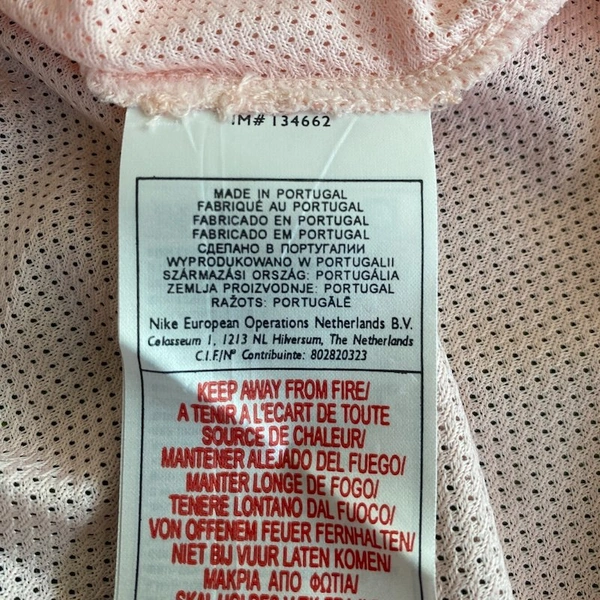 # 134662
MADE IN PORTUGAL
FABRIQUÉ AU PORTUGAL
FABRICADO EN PORTUGAL
FABRICADO EM PORTUGAL
СДЕЛАНО В ПОРТУГАЛИИ
WYPRODUKOWANO W PORTUGALII
SZÁRMAZÁSI ORSZÁG: PORTUGÁLIA
ZEMLJA PROIZVODNJE: PORTUGAL
RAŽOTS: PORTUGĀLĒ
Nike European Operations Netherlands B.V.
Colosseum 1, 1213 NL Hilversum, The Netherlands
C.I.F./Nº Contribuinte: 802820323
KEEP AWAY FROM FIRE/
A TENIR A L'ECART DE TOUTE
SOURCE DE CHALEUR/
MANTENER ALEJADO DEL FUEGO/
MANTER LONGE DE FOGO/
TENERE LONTANO DAL FUOCO/
VON OFFENEM FEUER FERNHALTEN/
NIET BIJ VUUR LATEN KOMEN/
ΜΑΚΡΙΑ ΑΠΟ ΦΩΤΙΑ/